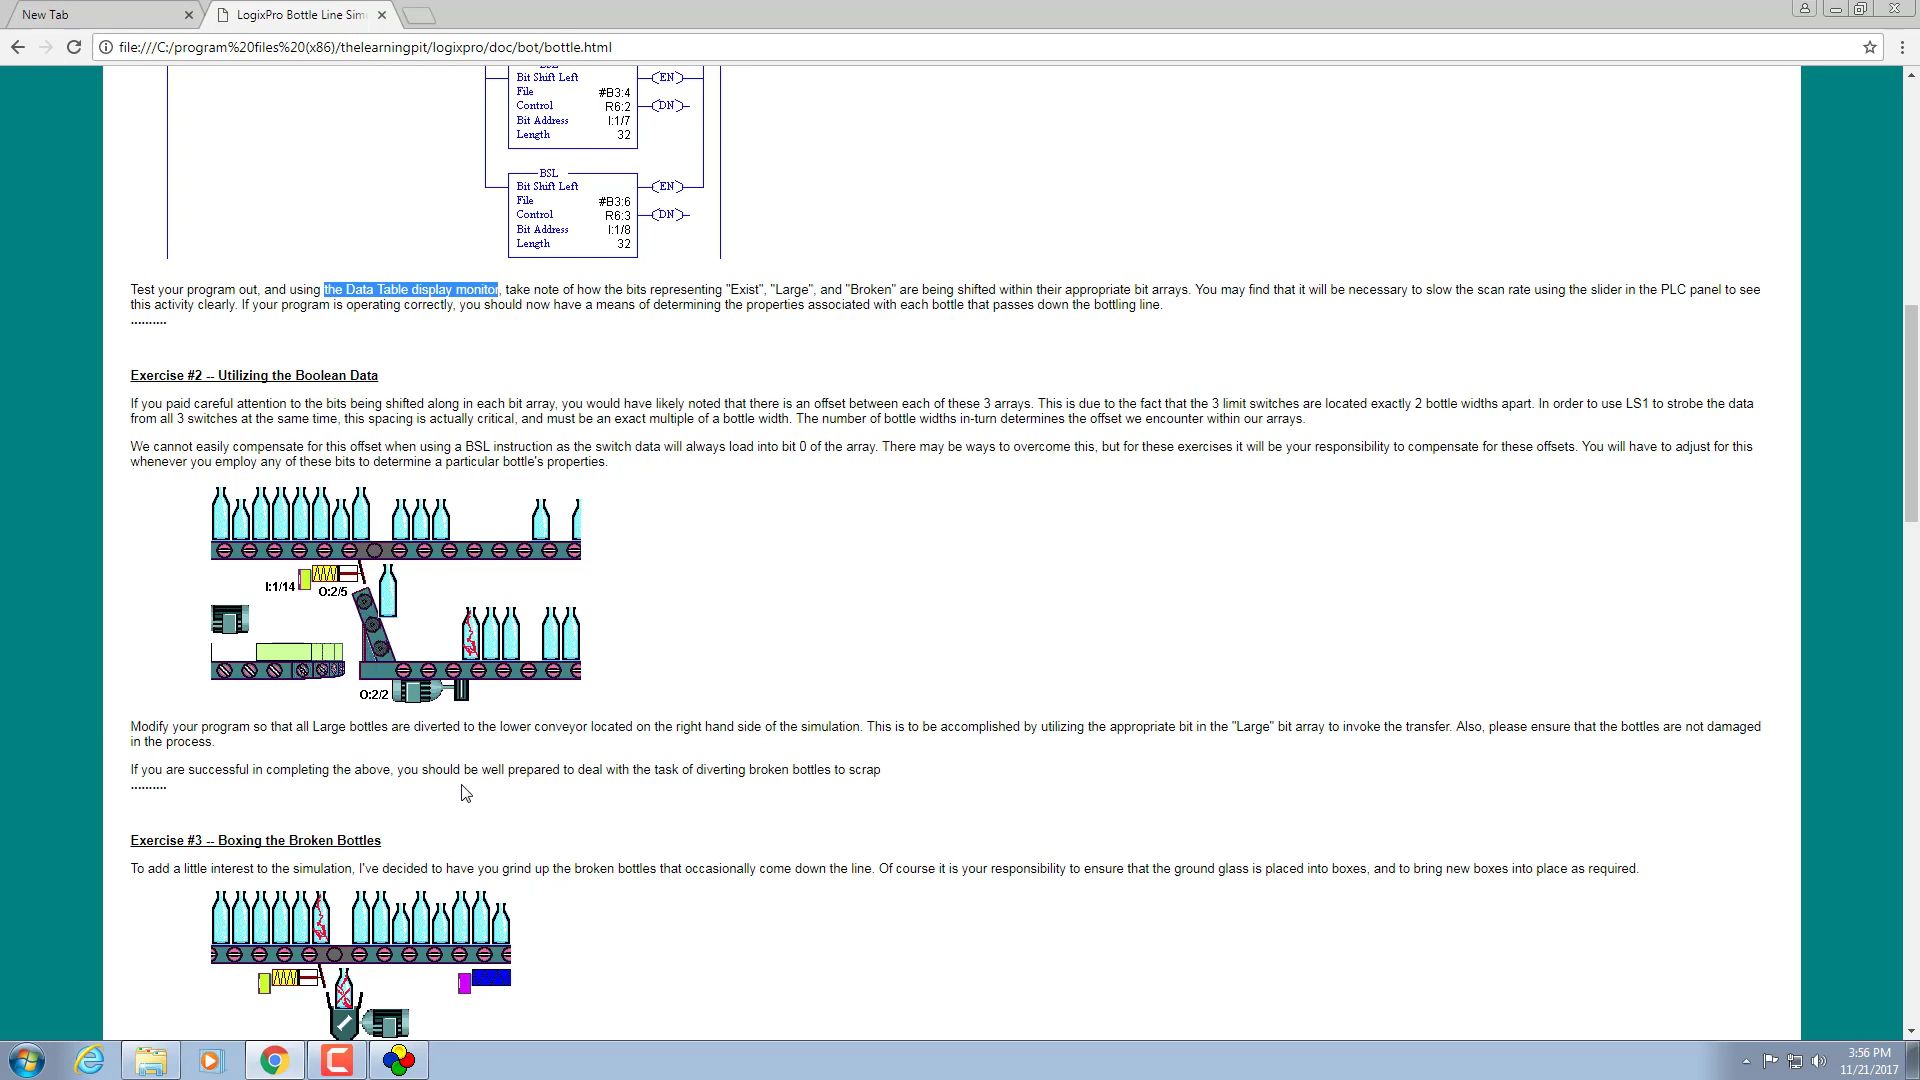 New Tab
LogixPro Bottle Line Sim
file:///C:/program%20files%20(x86)/thelearningpit/logixpro/doc/bot/bottle.html
BSL
Bit Shift Left
EN
File #B3:4
Control R6:2
DN
Bit Address I:1/7
Length 32
BSL
Bit Shift Left
EN
File #B3:6
Control R6:3
DN
Bit Address I:1/8
Length 32
Test your program out, and using the Data Table display monitor, take note of how the bits representing "Exist", "Large", and "Broken" are being shifted within their appropriate bit arrays. You may find that it will be necessary to slow the scan rate using the slider in the PLC panel to see
this activity clearly. If your program is operating correctly, you should now have a means of determining the properties associated with each bottle that passes down the bottling line.
..........
Exercise #2 -- Utilizing the Boolean Data
If you paid careful attention to the bits being shifted along in each bit array, you would have likely noted that there is an offset between each of these 3 arrays. This is due to the fact that the 3 limit switches are located exactly 2 bottle widths apart. In order to use LS1 to strobe the data
from all 3 switches at the same time, this spacing is actually critical, and must be an exact multiple of a bottle width. The number of bottle widths in-turn determines the offset we encounter within our arrays.
We cannot easily compensate for this offset when using a BSL instruction as the switch data will always load into bit 0 of the array. There may be ways to overcome this, but for these exercises it will be your responsibility to compensate for these offsets. You will have to adjust for this
whenever you employ any of these bits to determine a particular bottle's properties.
I:1/14
O:2/5
O:2/2
Modify your program so that all Large bottles are diverted to the lower conveyor located on the right hand side of the simulation. This is to be accomplished by utilizing the appropriate bit in the "Large" bit array to invoke the transfer. Also, please ensure that the bottles are not damaged
in the process.
If you are successful in completing the above, you should be well prepared to deal with the task of diverting broken bottles to scrap
..........
Exercise #3 -- Boxing the Broken Bottles
To add a little interest to the simulation, I've decided to have you grind up the broken bottles that occasionally come down the line. Of course it is your responsibility to ensure that the ground glass is placed into boxes, and to bring new boxes into place as required.
3:56 PM
11/21/2017